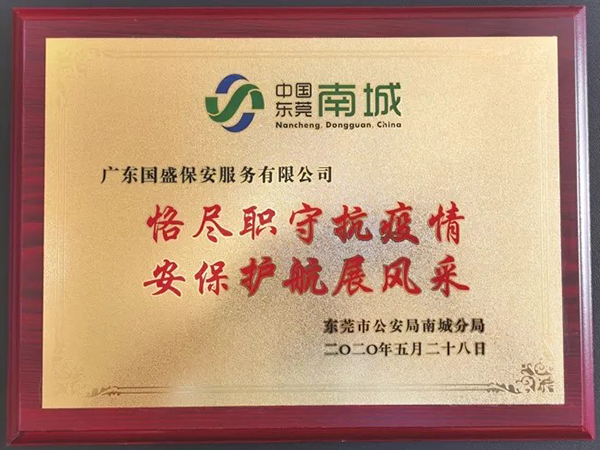 中国
东莞
南城
Nancheng, Dongguan, China
广东国盛保安服务有限公司
恪尽职守抗疫情
安保护航展风采
东莞市公安局南城分局
二〇二〇年五月二十八日